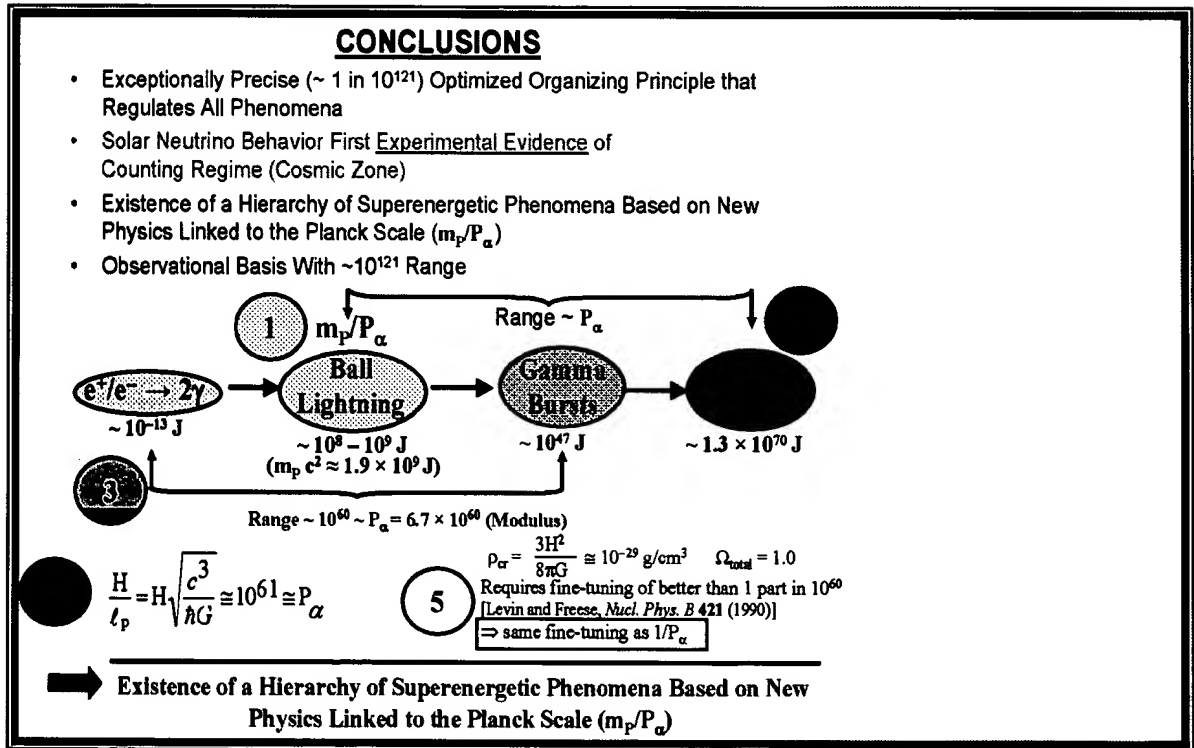 CONCLUSIONS
• Exceptionally Precise (~ 1 in 10¹²¹) Optimized Organizing Principle that
Regulates All Phenomena
• Solar Neutrino Behavior First Experimental Evidence of
Counting Regime (Cosmic Zone)
• Existence of a Hierarchy of Superenergetic Phenomena Based on New
Physics Linked to the Planck Scale (mₚ/Pα)
• Observational Basis With ~10¹²¹ Range
1 mₚ/Pα
Range ~ Pα
e⁺/e⁻ → 2γ
Ball
Lightning
Gamma
Bursts
~ 10⁻¹³ J
~ 10⁸ – 10⁹ J
(mₚ c² ≈ 1.9 × 10⁹ J)
~ 10⁴⁷ J
~ 1.3 × 10⁷⁰ J
3
Range ~ 10⁶⁰ ~ Pα = 6.7 × 10⁶⁰ (Modulus)
H/ℓₚ = H√(c³/ħG) ≅ 10⁶¹ ≅ Pα
5
ρcr = 3H²/8πG ≅ 10⁻²⁹ g/cm³ Ωtotal = 1.0
Requires fine-tuning of better than 1 part in 10⁶⁰
[Levin and Freese, Nucl. Phys. B 421 (1990)]
⇒ same fine-tuning as 1/Pα
Existence of a Hierarchy of Superenergetic Phenomena Based on New
Physics Linked to the Planck Scale (mₚ/Pα)